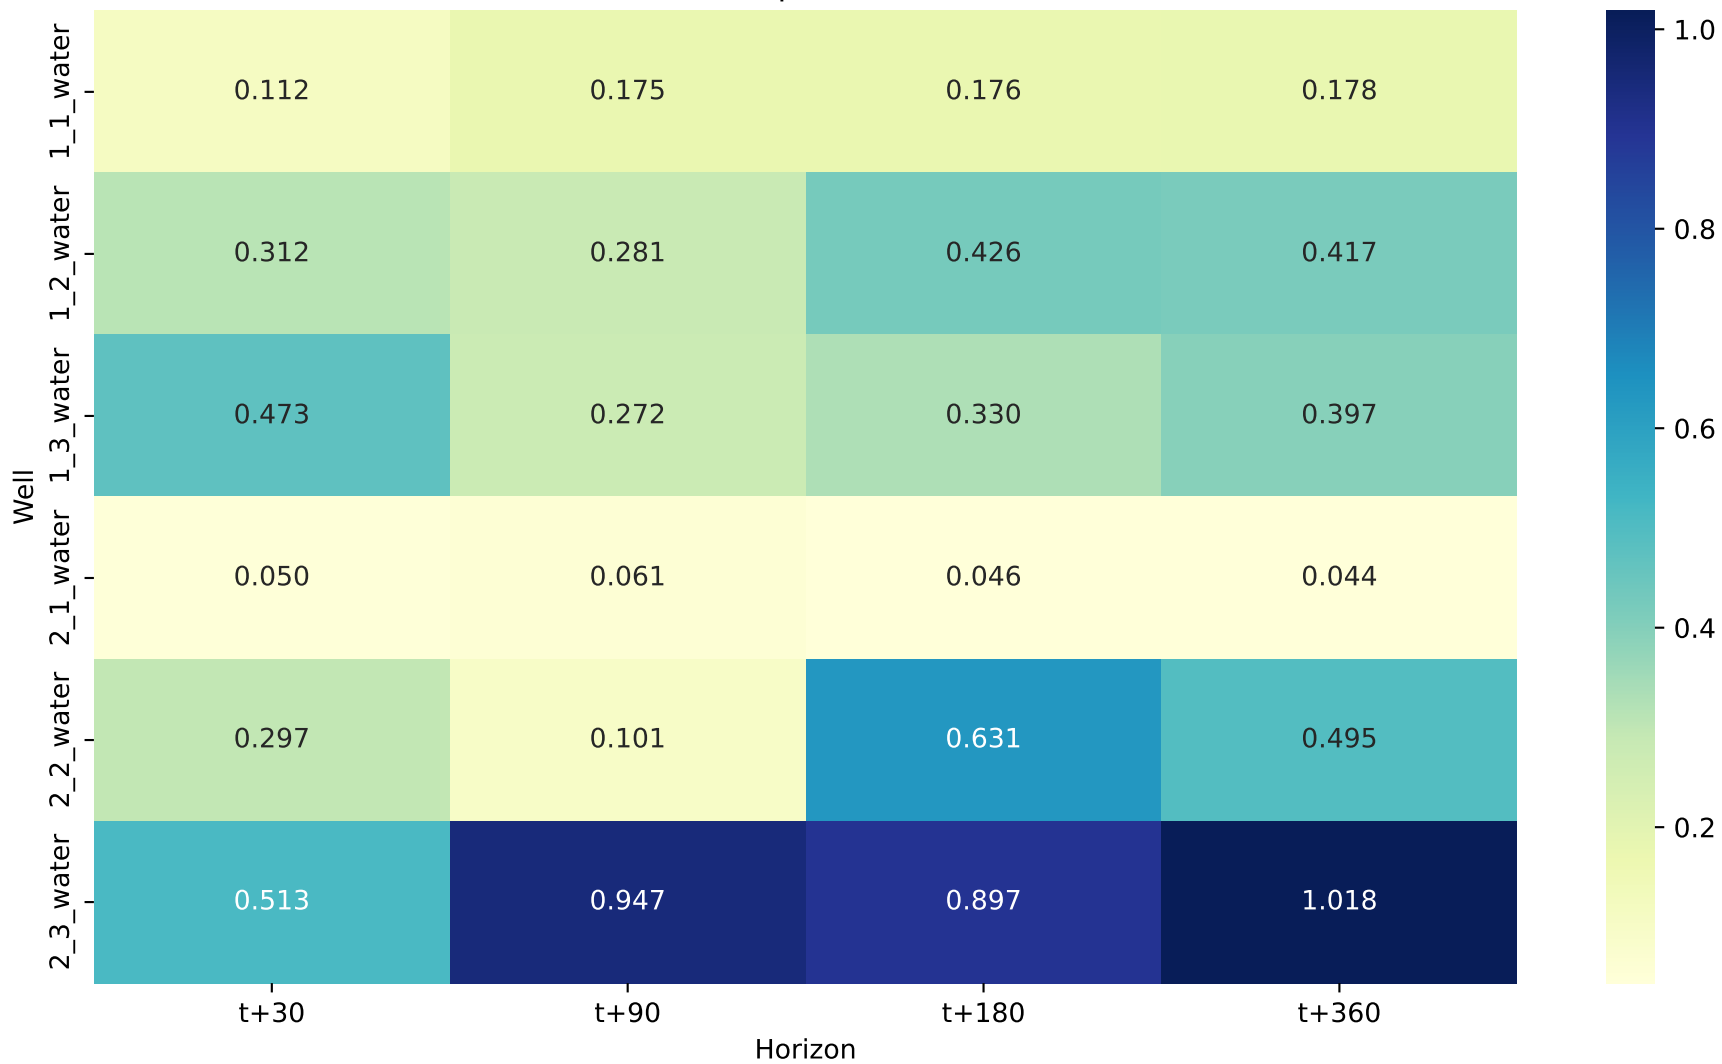 1_1_water 0.112 0.175 0.176 0.178
1_2_water 0.312 0.281 0.426 0.417
1_3_water 0.473 0.272 0.330 0.397
2_1_water 0.050 0.061 0.046 0.044
2_2_water 0.297 0.101 0.631 0.495
2_3_water 0.513 0.947 0.897 1.018
Well
t+30 t+90 t+180 t+360
Horizon
1.0
0.8
0.6
0.4
0.2